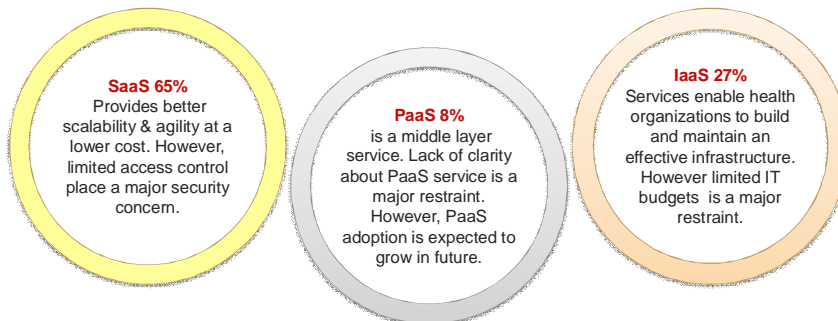 SaaS 65%
Provides better
scalability & agility at a
lower cost. However,
limited access control
place a major security
concern.
PaaS 8%
is a middle layer
service. Lack of clarity
about PaaS service is a
major restraint.
However, PaaS
adoption is expected to
grow in future.
IaaS 27%
Services enable health
organizations to build
and maintain an
effective infrastructure.
However limited IT
budgets is a major
restraint.